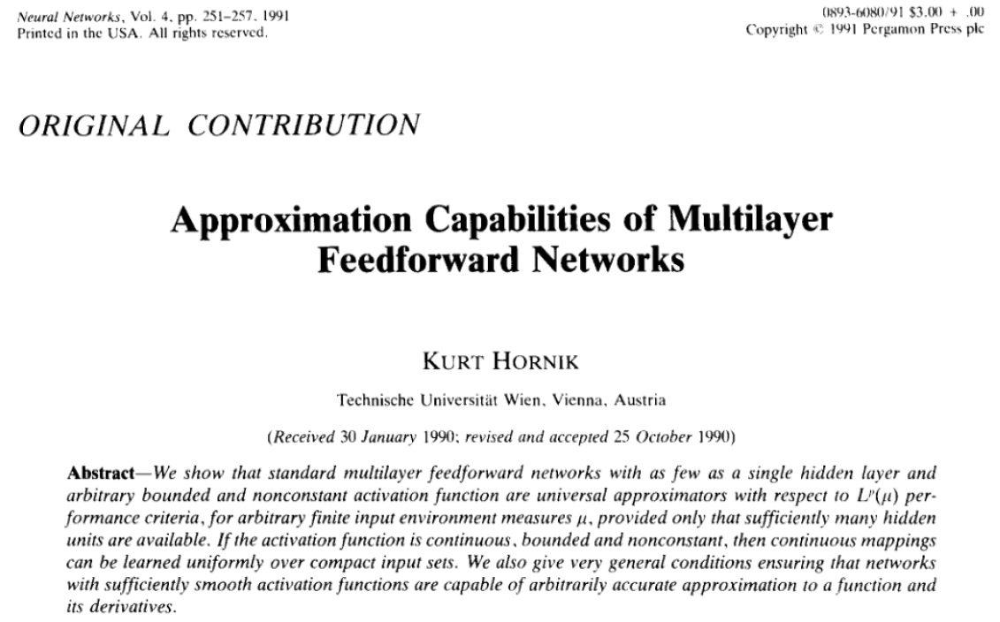 Neural Networks, Vol. 4, pp. 251–257, 1991
Printed in the USA. All rights reserved.
0893-6080/91 $3.00 + .00
Copyright © 1991 Pergamon Press plc
ORIGINAL CONTRIBUTION
Approximation Capabilities of Multilayer
Feedforward Networks
KURT HORNIK
Technische Universität Wien, Vienna, Austria
(Received 30 January 1990; revised and accepted 25 October 1990)
Abstract—We show that standard multilayer feedforward networks with as few as a single hidden layer and
arbitrary bounded and nonconstant activation function are universal approximators with respect to Lᵖ(μ) per-
formance criteria, for arbitrary finite input environment measures μ, provided only that sufficiently many hidden
units are available. If the activation function is continuous, bounded and nonconstant, then continuous mappings
can be learned uniformly over compact input sets. We also give very general conditions ensuring that networks
with sufficiently smooth activation functions are capable of arbitrarily accurate approximation to a function and
its derivatives.